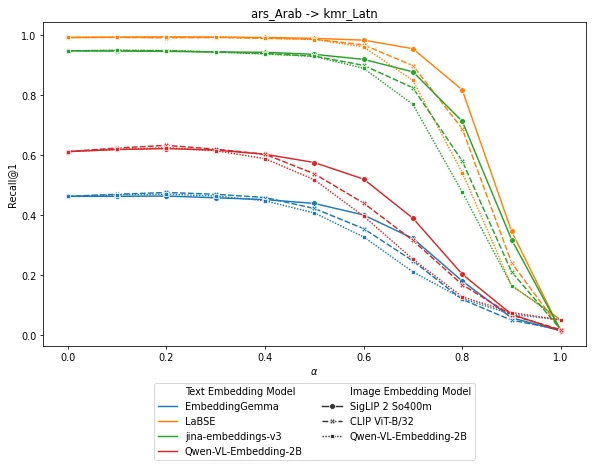 ars_Arab -> kmr_Latn
1.0
0.8
0.6
0.4
0.2
0.0
Recall@1
0.0 0.2 0.4 0.6 0.8 1.0
α
Text Embedding Model
EmbeddingGemma
LaBSE
jina-embeddings-v3
Qwen-VL-Embedding-2B
Image Embedding Model
SigLIP 2 So400m
CLIP ViT-B/32
Qwen-VL-Embedding-2B